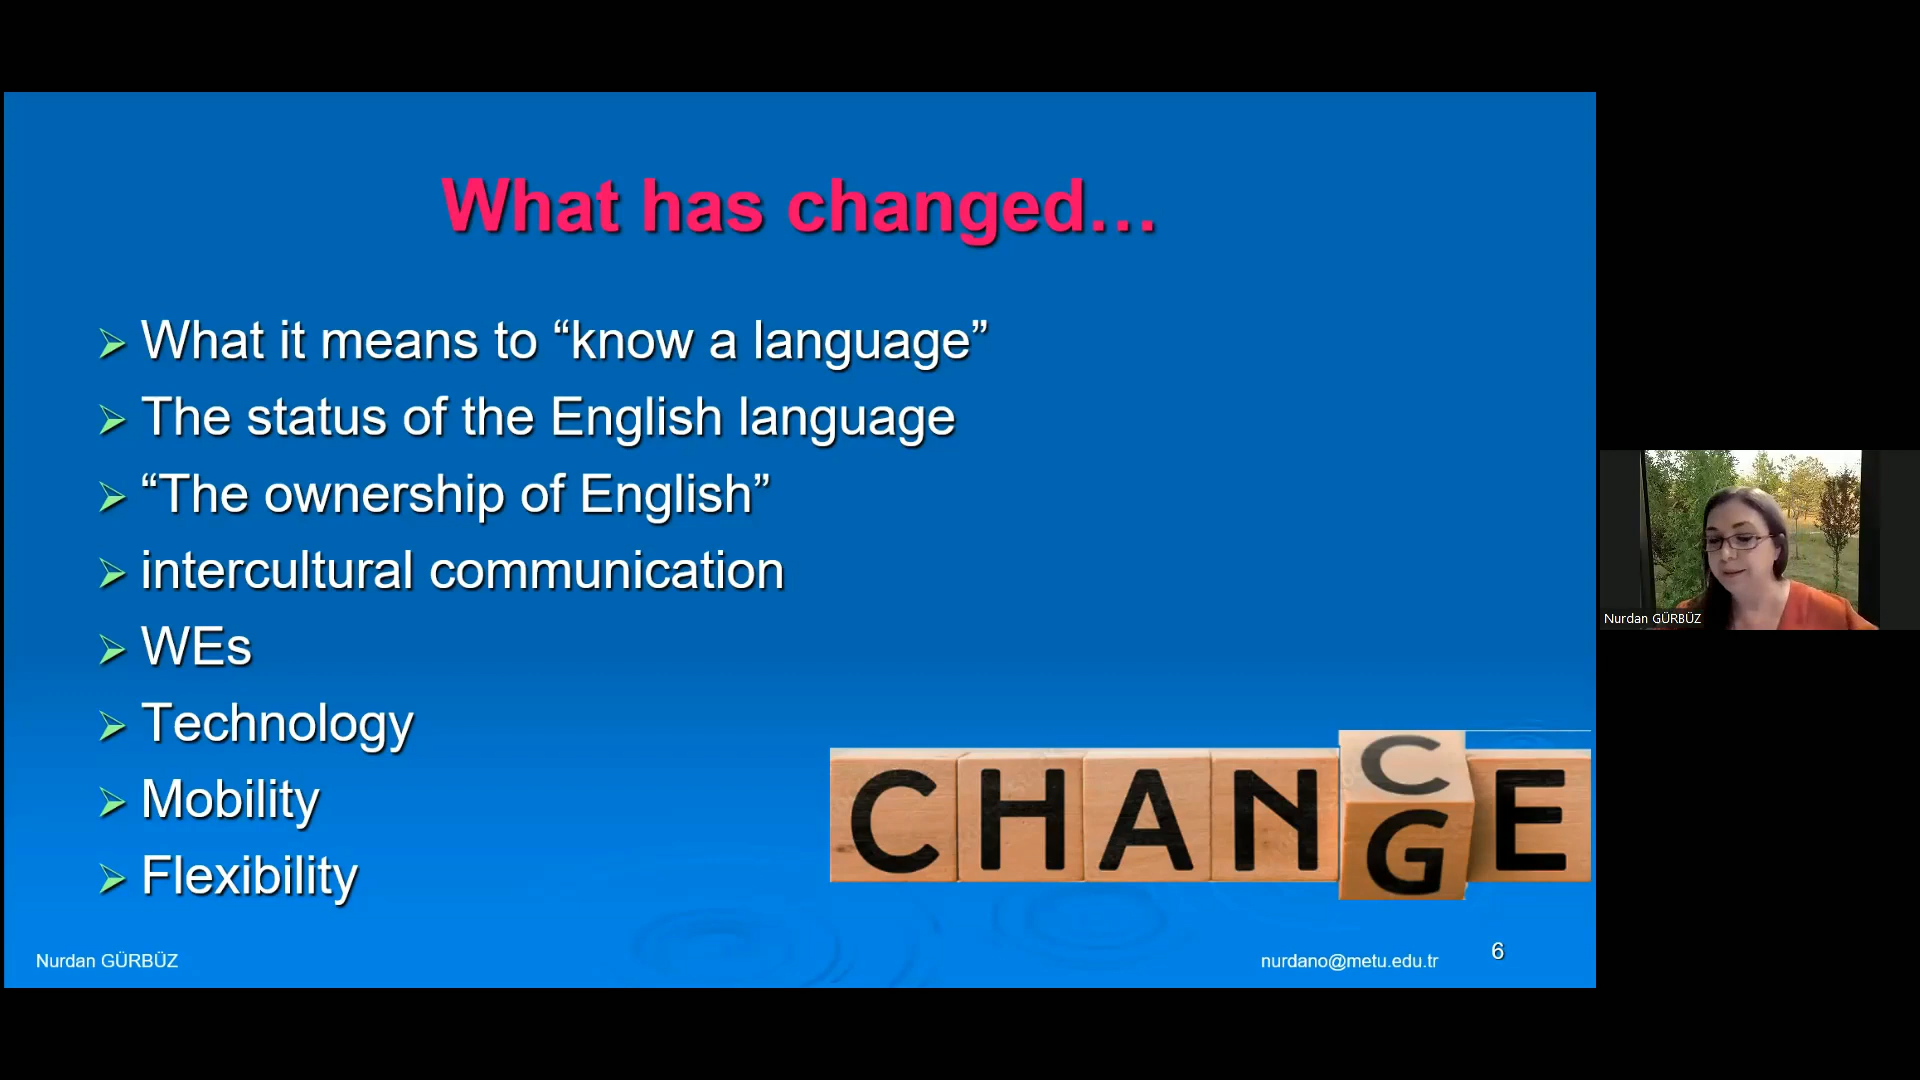 What has changed…
What it means to “know a language”
The status of the English language
“The ownership of English”
intercultural communication
WEs
Technology
Mobility
Flexibility
C
CHANGE
Nurdan GÜRBÜZ
nurdano@metu.edu.tr
6
Nurdan GÜRBÜZ